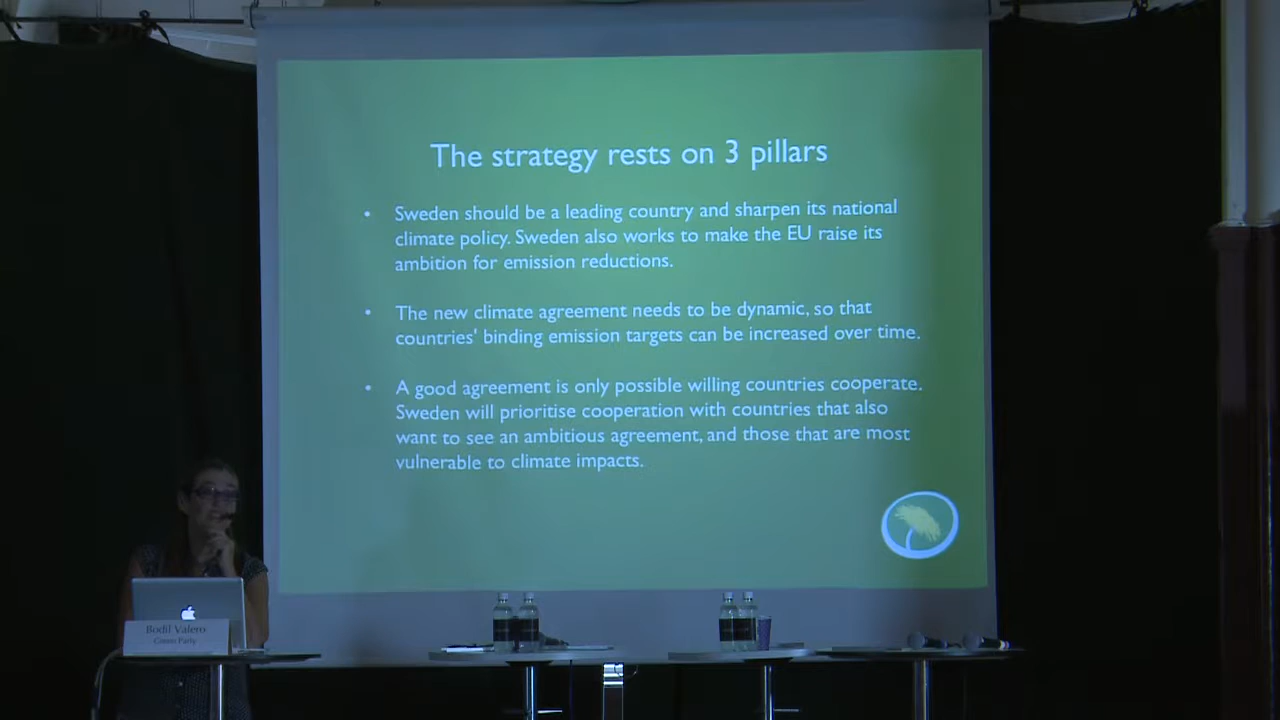 The strategy rests on 3 pillars
• Sweden should be a leading country and sharpen its national
climate policy. Sweden also works to make the EU raise its
ambition for emission reductions.
• The new climate agreement needs to be dynamic, so that
countries' binding emission targets can be increased over time.
• A good agreement is only possible willing countries cooperate.
Sweden will prioritise cooperation with countries that also
want to see an ambitious agreement, and those that are most
vulnerable to climate impacts.
Bodil Valero
Green Party